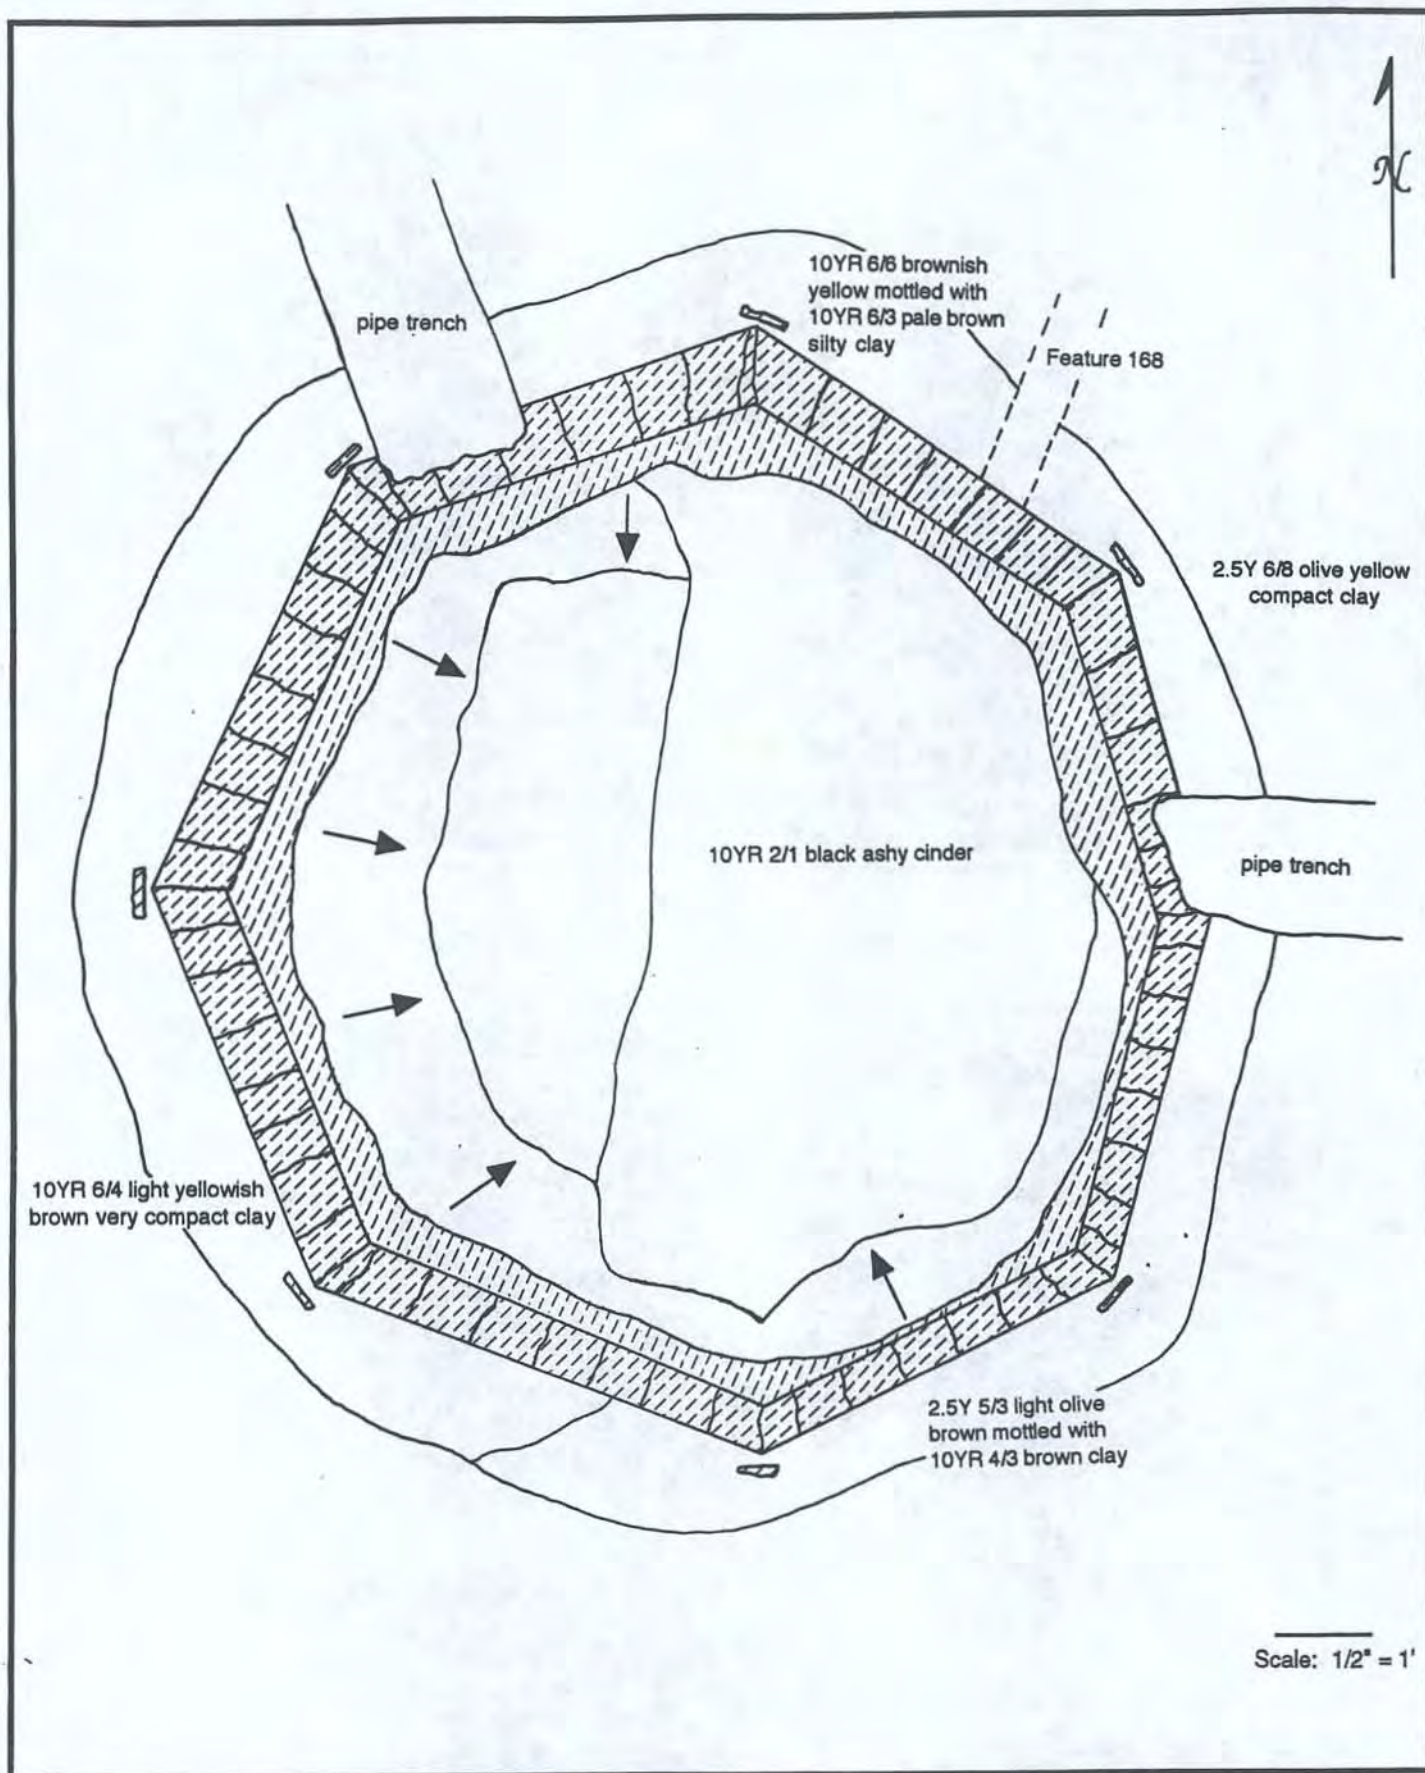 N
10YR 6/6 brownish
yellow mottled with
10YR 6/3 pale brown
silty clay
pipe trench
Feature 168
2.5Y 6/8 olive yellow
compact clay
10YR 2/1 black ashy cinder
pipe trench
10YR 6/4 light yellowish
brown very compact clay
2.5Y 5/3 light olive
brown mottled with
10YR 4/3 brown clay
Scale: 1/2" = 1'